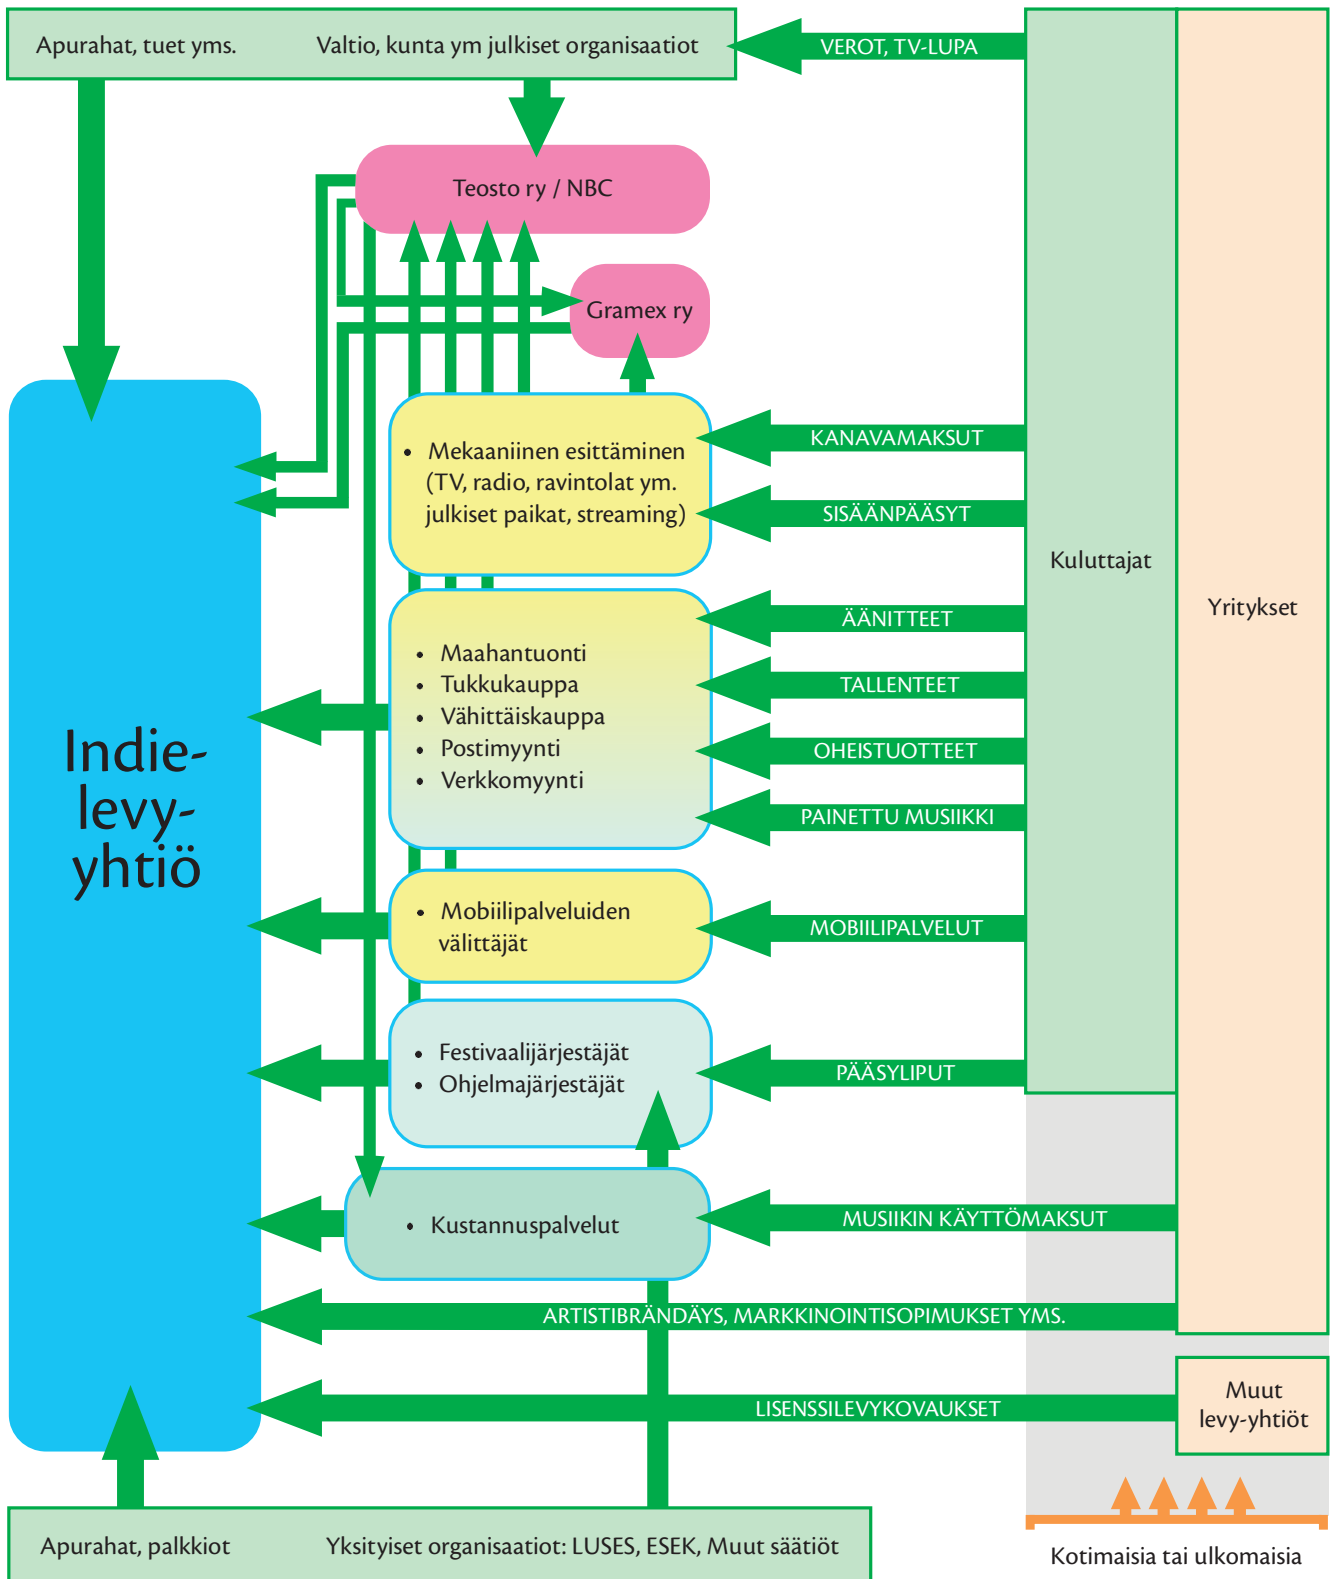 Apurahat, tuet yms.
Valtio, kunta ym julkiset organisaatiot
VEROT, TV-LUPA
Teosto ry / NBC
Gramex ry
• Mekaaniinen esittäminen
(TV, radio, ravintolat ym.
julkiset paikat, streaming)
KANAVAMAKSUT
SISÄÄNPÄÄSYT
Kuluttajat
Yritykset
• Maahantuonti
• Tukkukauppa
• Vähittäiskauppa
• Postimyynti
• Verkkomyynti
ÄÄNITTEET
TALLENTEET
OHEISTUOTTEET
PAINETTU MUSIIKKI
Indie-
levy-
yhtiö
• Mobiilipalveluiden
välittäjät
MOBIILIPALVELUT
• Festivaalijärjestäjät
• Ohjelmajärjestäjät
PÄÄSYLIPUT
• Kustannuspalvelut
MUSIIKIN KÄYTTÖMAKSUT
ARTISTIBRÄNDÄYS, MARKKINOINTISOPIMUKSET YMS.
LISENSSILEVYKOVAUKSET
Muut
levy-yhtiöt
Apurahat, palkkiot
Yksityiset organisaatiot: LUSES, ESEK, Muut säätiöt
Kotimaisia tai ulkomaisia